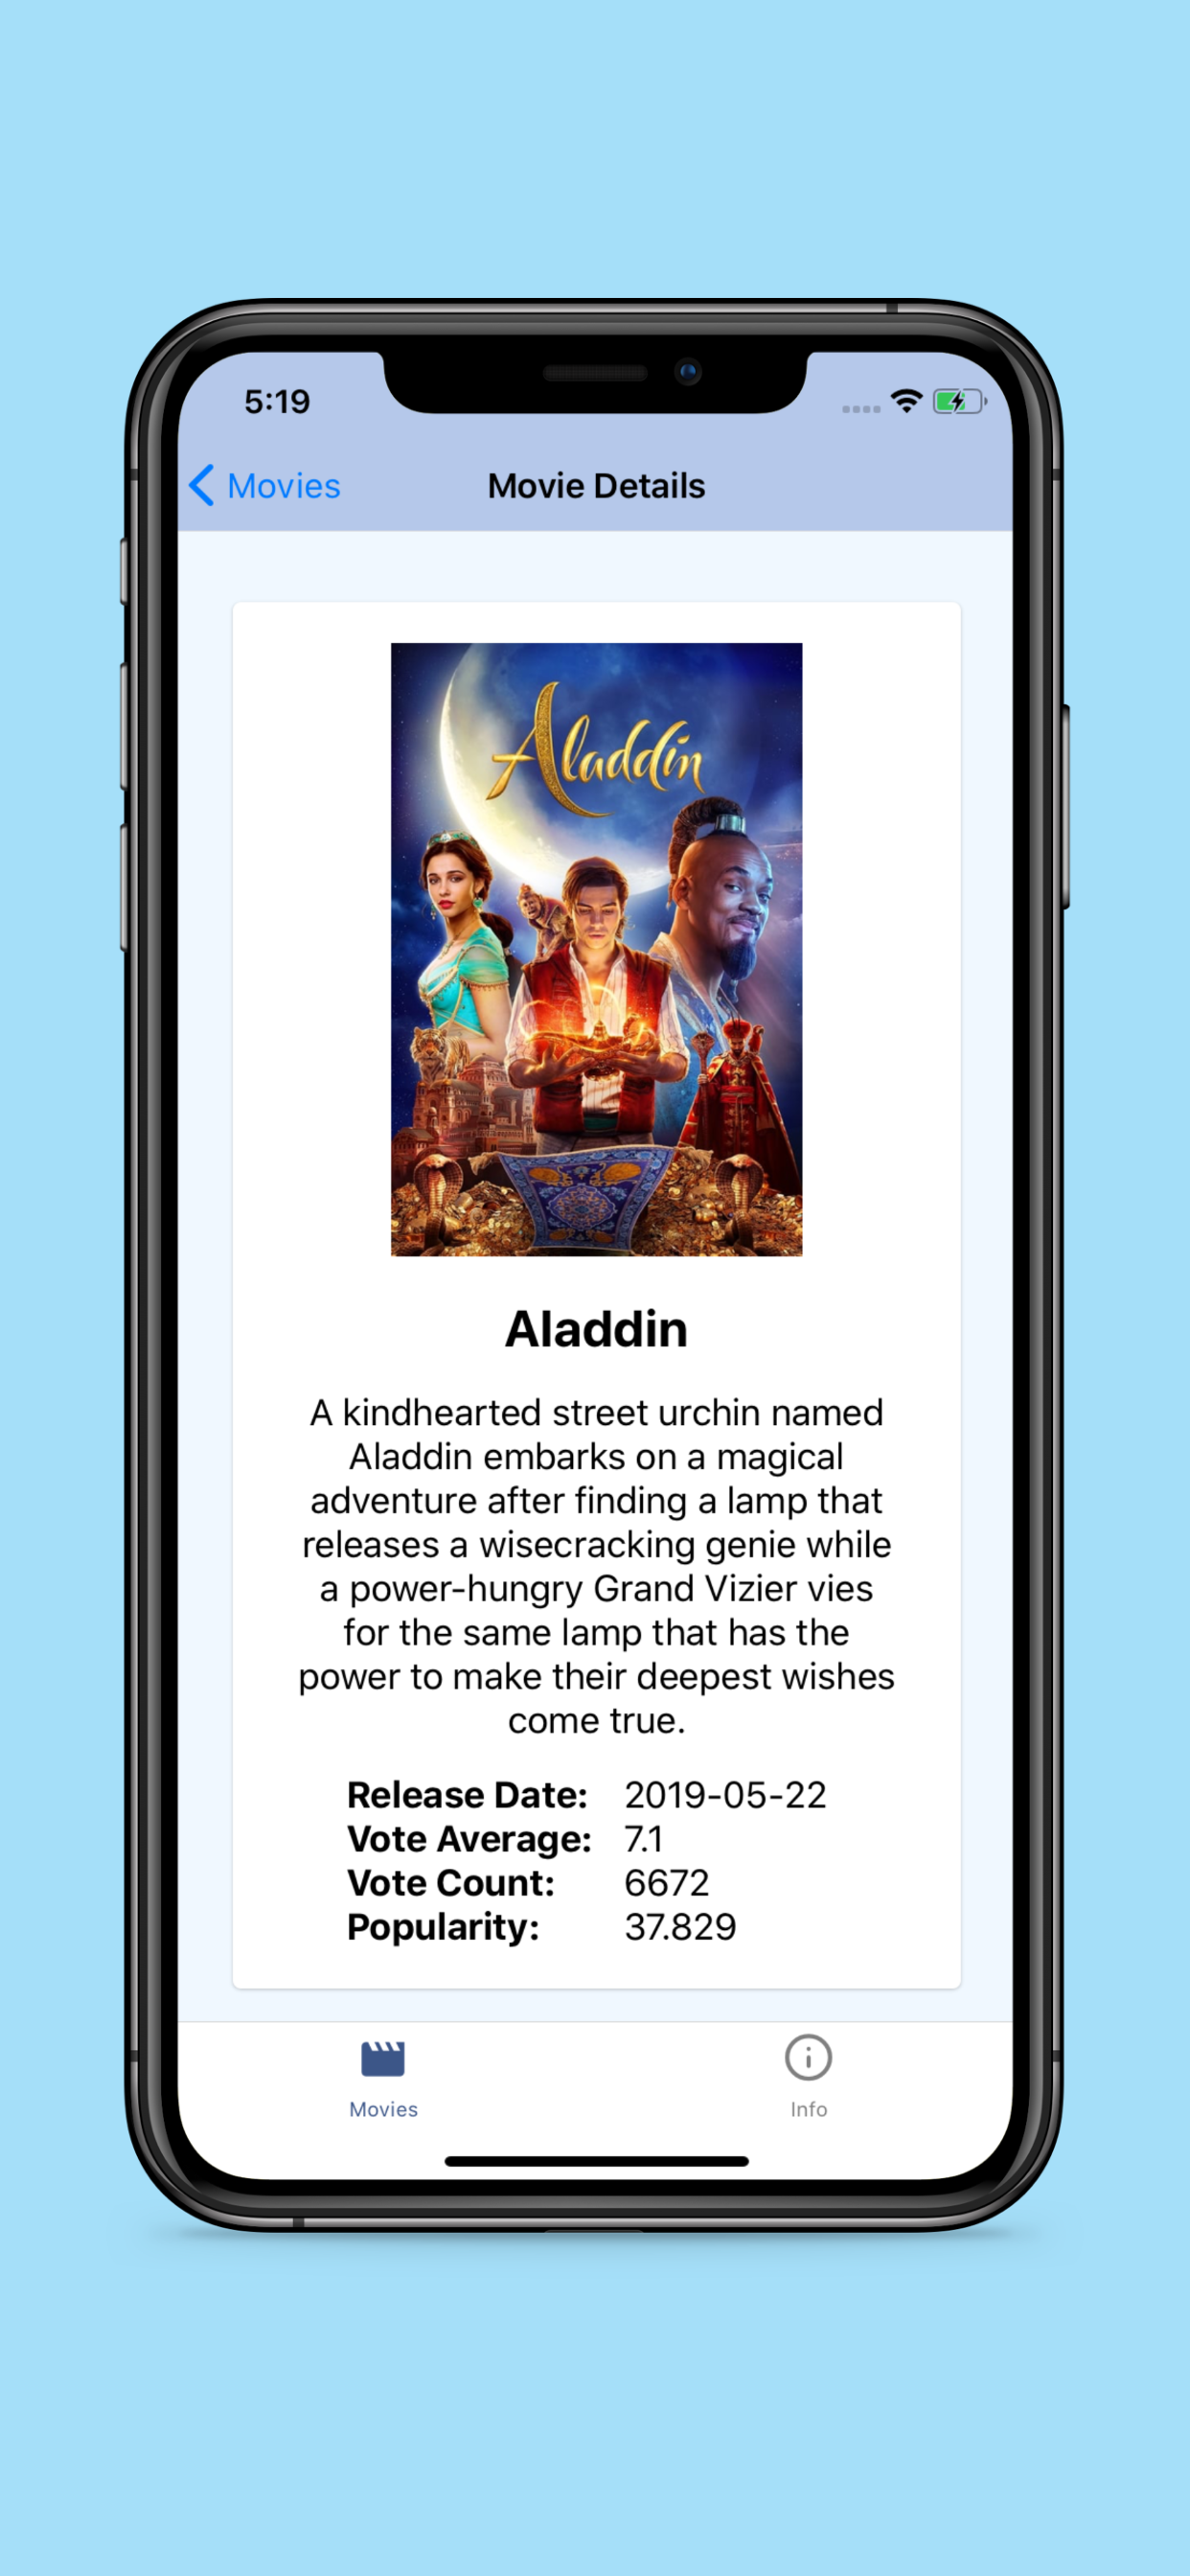 5:19
Movies
Movie Details
Aladdin
Aladdin
A kindhearted street urchin named
Aladdin embarks on a magical
adventure after finding a lamp that
releases a wisecracking genie while
a power-hungry Grand Vizier vies
for the same lamp that has the
power to make their deepest wishes
come true.
Release Date: 2019-05-22
Vote Average: 7.1
Vote Count: 6672
Popularity: 37.829
Movies
Info